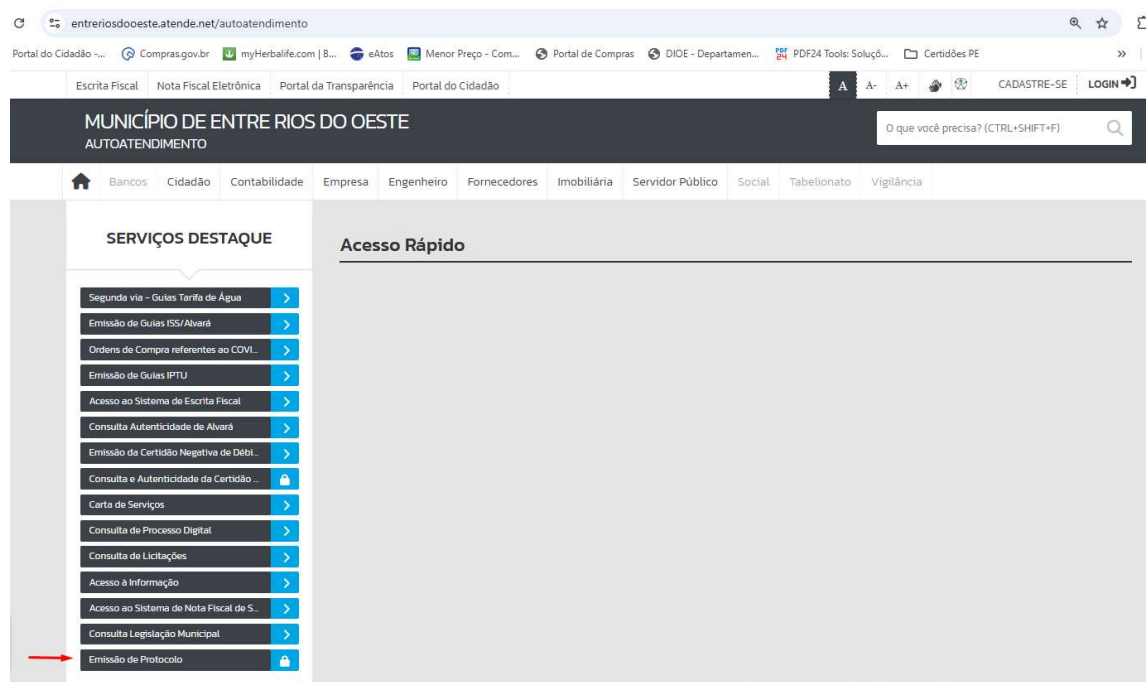 entreriosdooeste.atende.net/autoatendimento
Portal do Cidadão -... Compras.gov.br myHerbalife.com | B... eAtos Menor Preço - Com... Portal de Compras DIOE - Departamen... PDF24 Tools: Soluçõ... Certidões PE »
Escrita Fiscal Nota Fiscal Eletrônica Portal da Transparência Portal do Cidadão A A- A+ CADASTRE-SE LOGIN
MUNICÍPIO DE ENTRE RIOS DO OESTE
AUTOATENDIMENTO
O que você precisa? (CTRL+SHIFT+F)
Bancos Cidadão Contabilidade Empresa Engenheiro Fornecedores Imobiliária Servidor Público Social Tabelionato Vigilância
SERVIÇOS DESTAQUE
Acesso Rápido
Segunda via - Guias Tarifa de Água
Emissão de Guias ISS/Alvará
Ordens de Compra referentes ao COVI...
Emissão de Guias IPTU
Acesso ao Sistema de Escrita Fiscal
Consulta Autenticidade de Alvará
Emissão da Certidão Negativa de Débi...
Consulta e Autenticidade da Certidão ...
Carta de Serviços
Consulta de Processo Digital
Consulta de Licitações
Acesso à Informação
Acesso ao Sistema de Nota Fiscal de S...
Consulta Legislação Municipal
Emissão de Protocolo